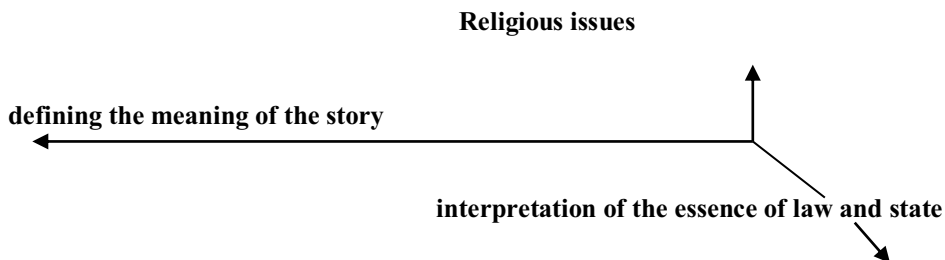 Religious issues
defining the meaning of the story
interpretation of the essence of law and state